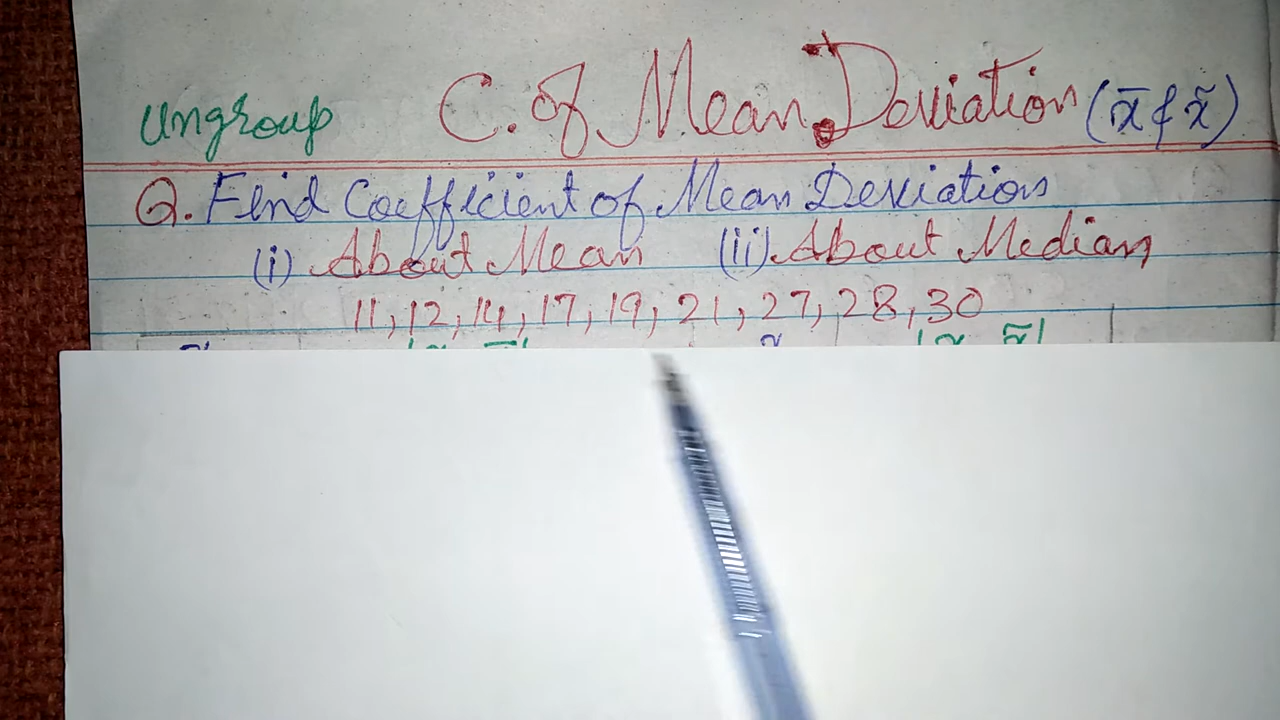 Ungroup C. of Mean Deviation (x̄ & x̃)
Q. Find Coefficient of Mean Deviations
(i) About Mean (ii) About Median
11, 12, 14, 17, 19, 21, 27, 28, 30